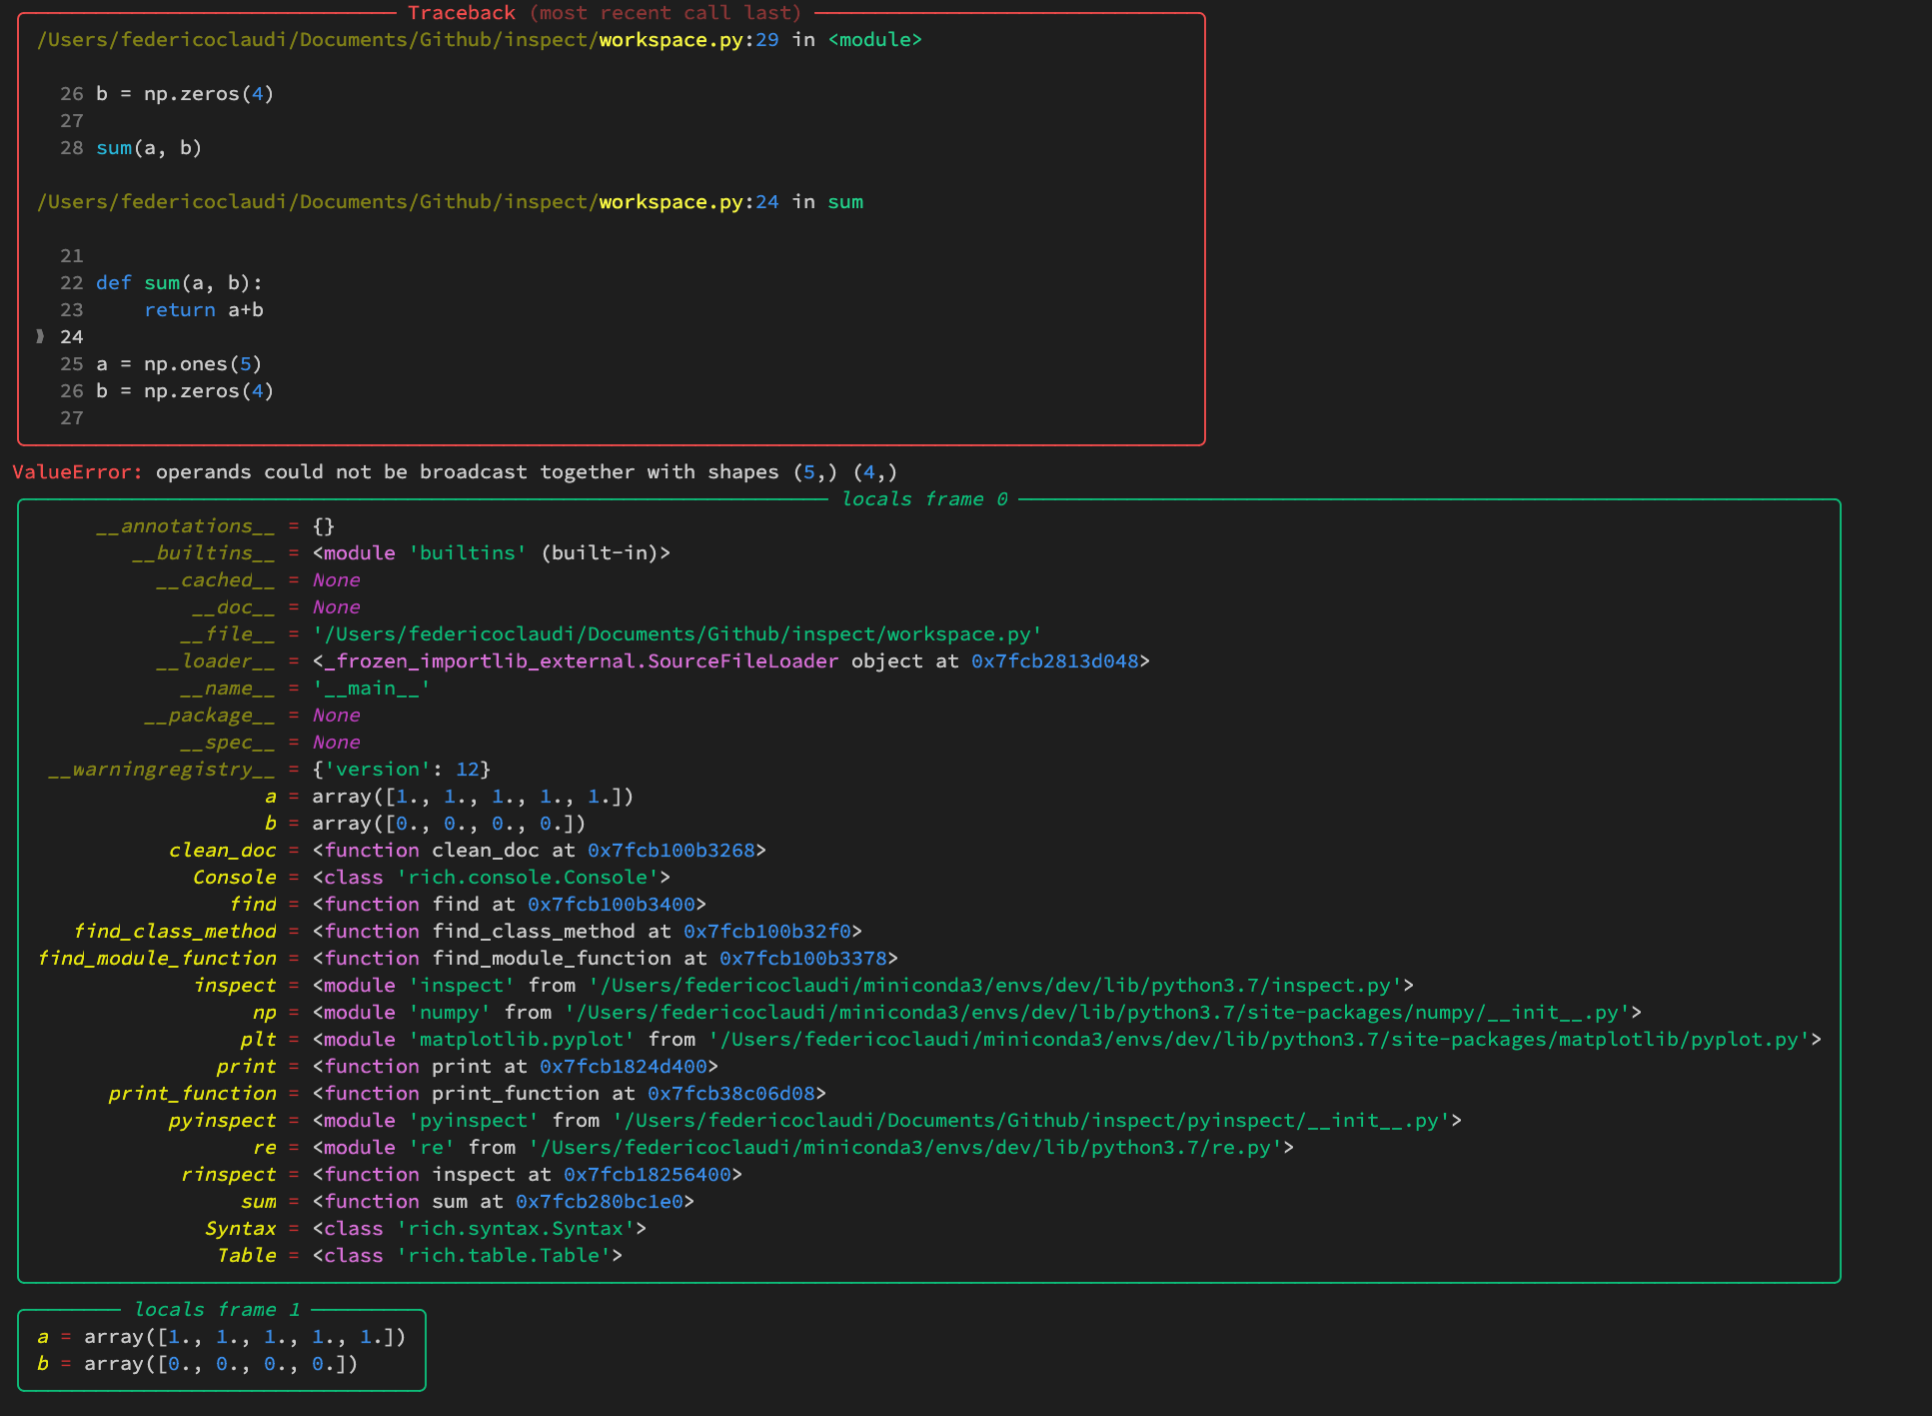 Traceback (most recent call last)
/Users/federicoclaudi/Documents/Github/inspect/workspace.py:29 in <module>
26 b = np.zeros(4)
27
28 sum(a, b)
/Users/federicoclaudi/Documents/Github/inspect/workspace.py:24 in sum
21
22 def sum(a, b):
23     return a+b
❱ 24
25 a = np.ones(5)
26 b = np.zeros(4)
27
ValueError: operands could not be broadcast together with shapes (5,) (4,)
locals frame 0
__annotations__ = {}
__builtins__ = <module 'builtins' (built-in)>
__cached__ = None
__doc__ = None
__file__ = '/Users/federicoclaudi/Documents/Github/inspect/workspace.py'
__loader__ = <_frozen_importlib_external.SourceFileLoader object at 0x7fcb2813d048>
__name__ = '__main__'
__package__ = None
__spec__ = None
__warningregistry__ = {'version': 12}
a = array([1., 1., 1., 1., 1.])
b = array([0., 0., 0., 0.])
clean_doc = <function clean_doc at 0x7fcb100b3268>
Console = <class 'rich.console.Console'>
find = <function find at 0x7fcb100b3400>
find_class_method = <function find_class_method at 0x7fcb100b32f0>
find_module_function = <function find_module_function at 0x7fcb100b3378>
inspect = <module 'inspect' from '/Users/federicoclaudi/miniconda3/envs/dev/lib/python3.7/inspect.py'>
np = <module 'numpy' from '/Users/federicoclaudi/miniconda3/envs/dev/lib/python3.7/site-packages/numpy/__init__.py'>
plt = <module 'matplotlib.pyplot' from '/Users/federicoclaudi/miniconda3/envs/dev/lib/python3.7/site-packages/matplotlib/pyplot.py'>
print = <function print at 0x7fcb1824d400>
print_function = <function print_function at 0x7fcb38c06d08>
pyinspect = <module 'pyinspect' from '/Users/federicoclaudi/Documents/Github/inspect/pyinspect/__init__.py'>
re = <module 're' from '/Users/federicoclaudi/miniconda3/envs/dev/lib/python3.7/re.py'>
rinspect = <function inspect at 0x7fcb18256400>
sum = <function sum at 0x7fcb280bc1e0>
Syntax = <class 'rich.syntax.Syntax'>
Table = <class 'rich.table.Table'>
locals frame 1
a = array([1., 1., 1., 1., 1.])
b = array([0., 0., 0., 0.])